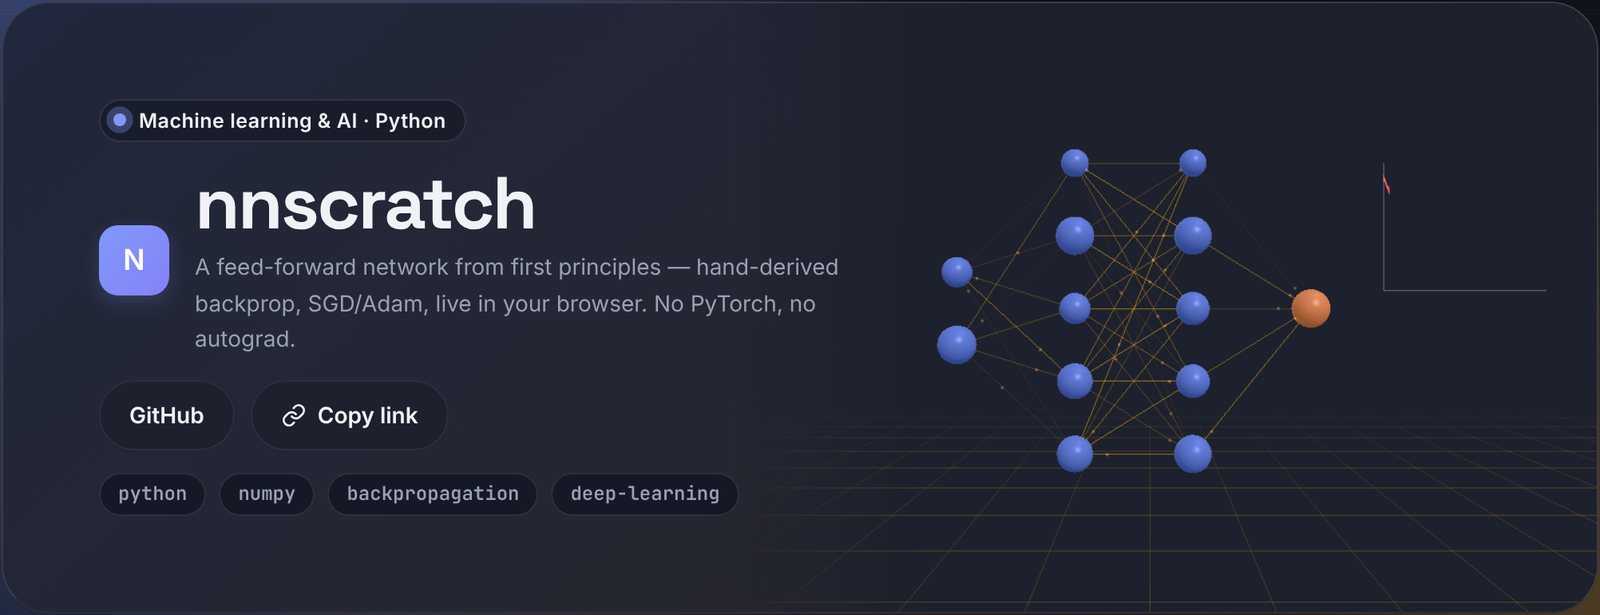 Machine learning & AI · Python
nnscratch
N
A feed-forward network from first principles — hand-derived
backprop, SGD/Adam, live in your browser. No PyTorch, no
autograd.
GitHub
Copy link
python
numpy
backpropagation
deep-learning